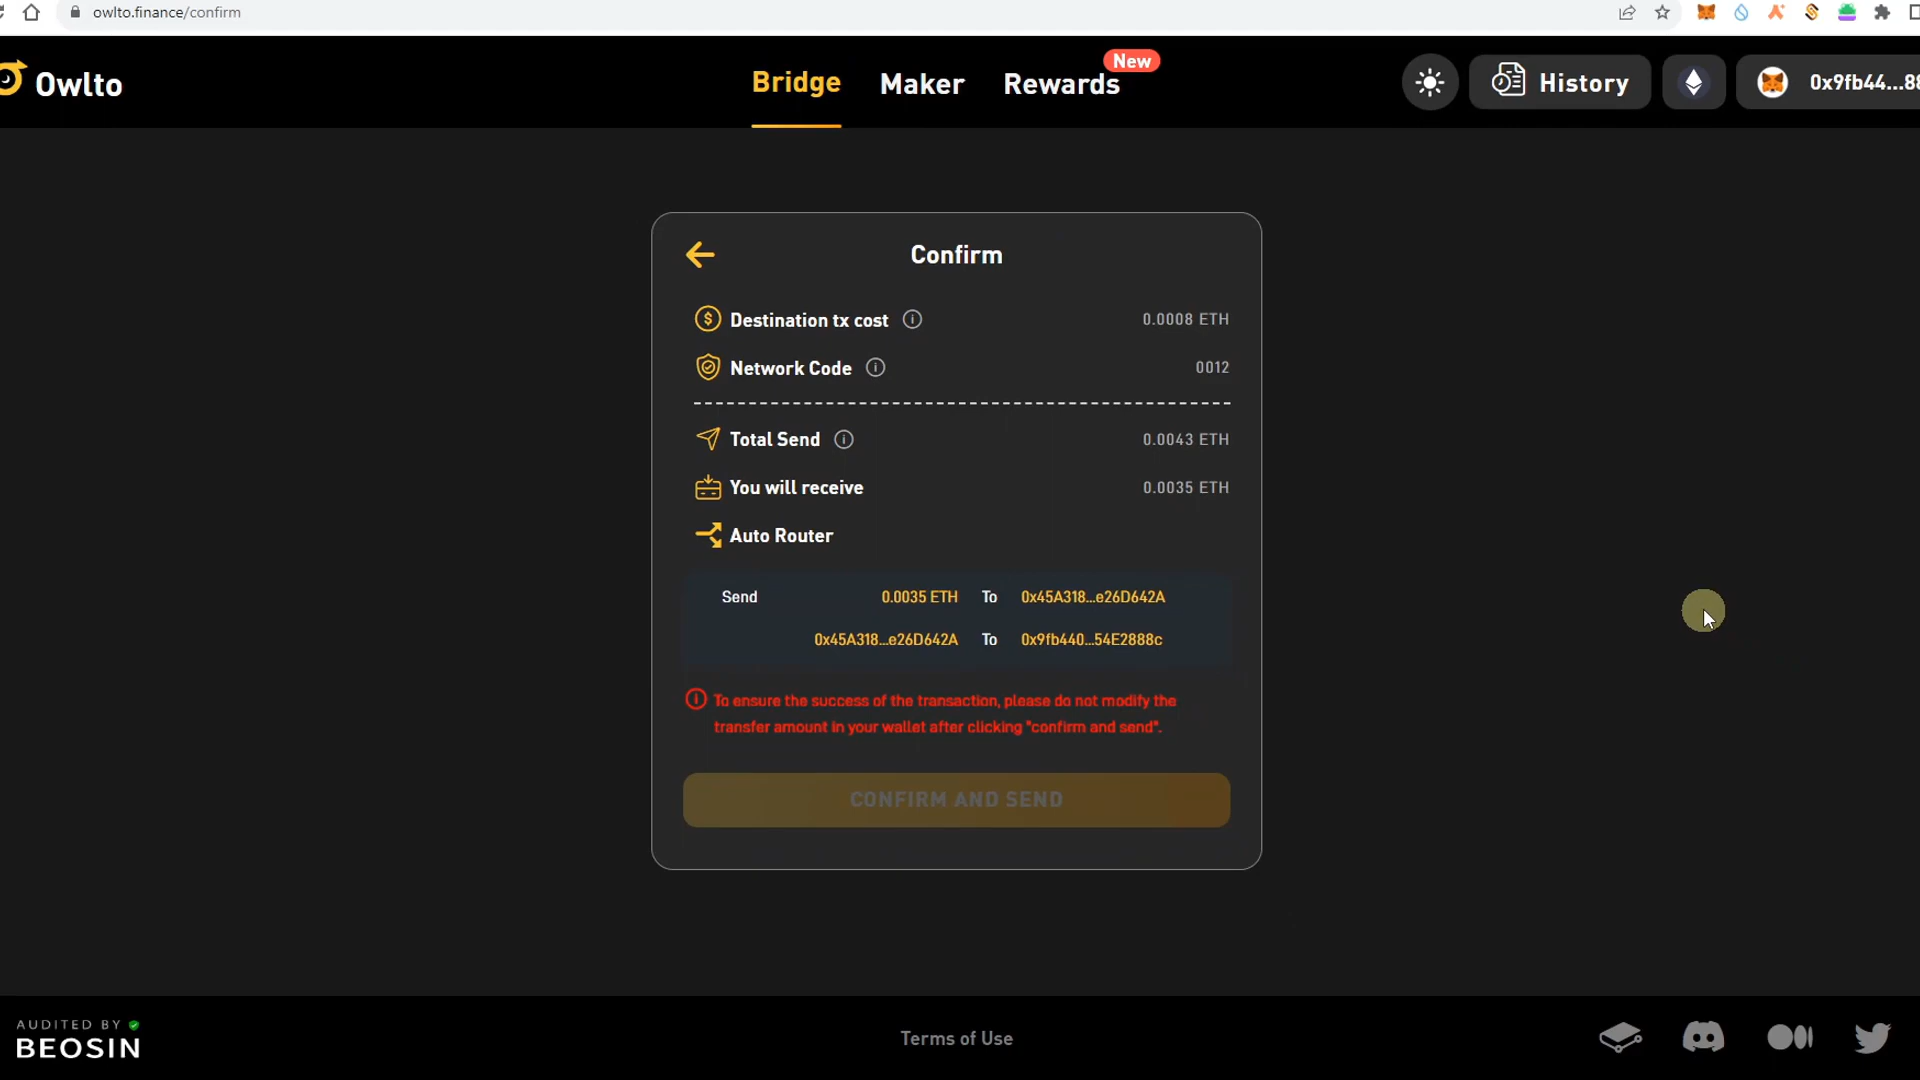 owlto.finance/confirm
Owlto
Bridge
Maker
Rewards
New
History
0x9fb44...88
Confirm
Destination tx cost 0.0008 ETH
Network Code 0012
Total Send 0.0043 ETH
You will receive 0.0035 ETH
Auto Router
Send 0.0035 ETH To 0x45A318...e26D642A
0x45A318...e26D642A To 0x9fb440...54E2888c
To ensure the success of the transaction, please do not modify the
transfer amount in your wallet after clicking "confirm and send".
CONFIRM AND SEND
AUDITED BY
BEOSIN
Terms of Use